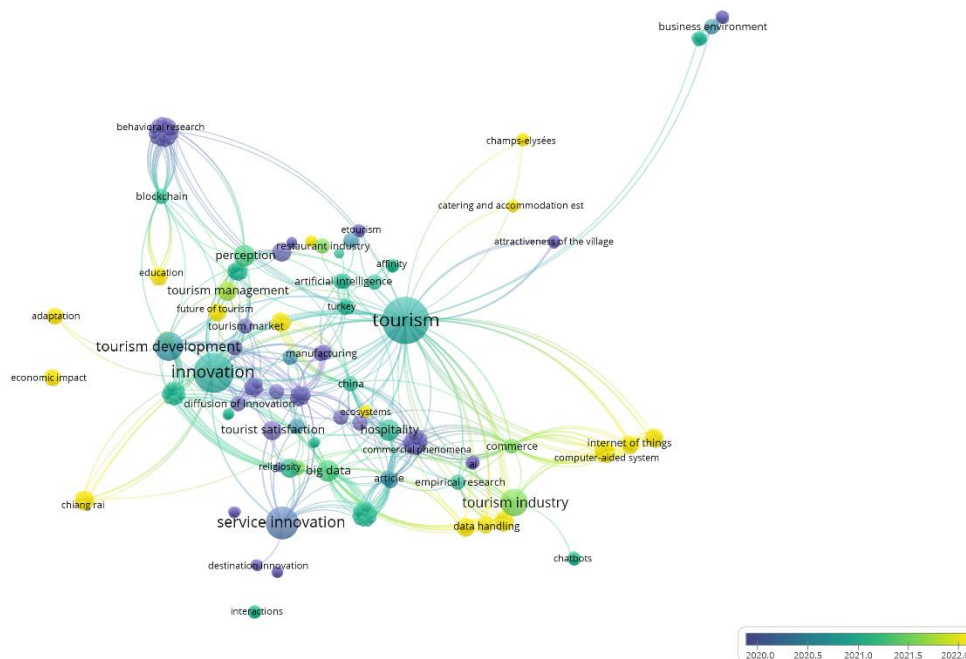 business environment
behavioral research
champs-elysées
blockchain
catering and accommodation est
etourism
attractiveness of the village
restaurant industry
perception
affinity
education
artificial intelligence
tourism management
future of tourism
turkey
adaptation
tourism
tourism market
tourism development
manufacturing
innovation
economic impact
china
diffusion of innovation
ecosystems
tourist satisfaction
hospitality
internet of things
commercial phenomena
commerce
computer-aided system
religiosity
big data
ai
article
empirical research
chiang rai
tourism industry
service innovation
data handling
chatbots
destination innovation
interactions
2020.0 2020.5 2021.0 2021.5 2022.0